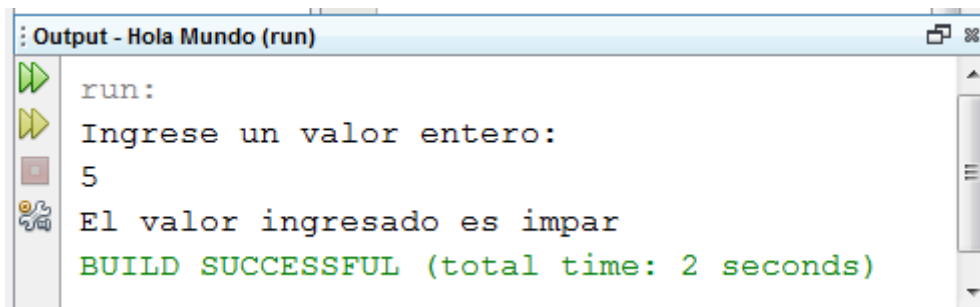 Output - Hola Mundo (run)
run:
Ingrese un valor entero:
5
El valor ingresado es impar
BUILD SUCCESSFUL (total time: 2 seconds)